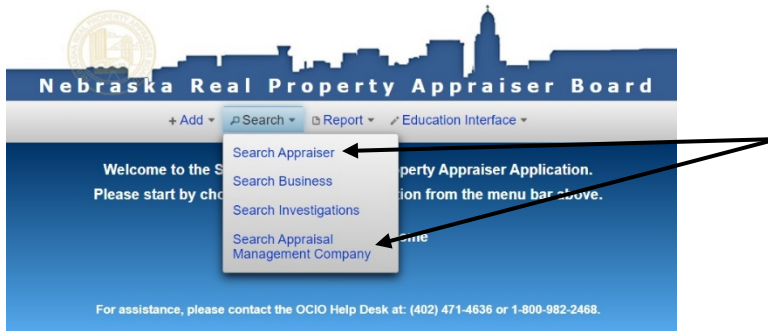 Nebraska Real Property Appraiser Board
Add Search Report Education Interface
Search Appraiser
Search Business
Search Investigations
Search Appraisal
Management Company
Welcome to the S perty Appraiser Application.
Please start by cho ion from the menu bar above.
ome
For assistance, please contact the OCIO Help Desk at: (402) 471-4636 or 1-800-982-2468.